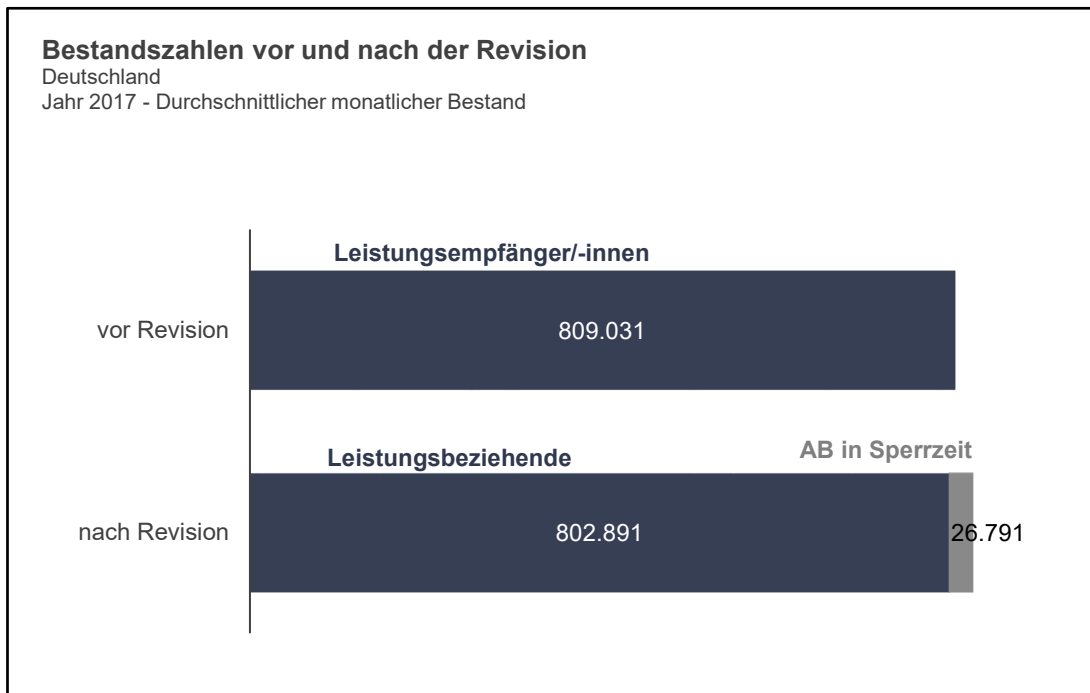 Bestandszahlen vor und nach der Revision
Deutschland
Jahr 2017 - Durchschnittlicher monatlicher Bestand
Leistungsempfänger/-innen
vor Revision
809.031
AB in Sperrzeit
Leistungsbeziehende
nach Revision
802.891
26.791